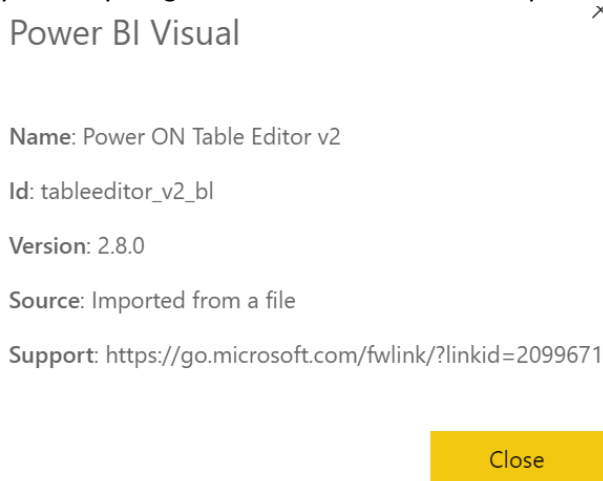 Power BI Visual
Name: Power ON Table Editor v2
Id: tableeditor_v2_bl
Version: 2.8.0
Source: Imported from a file
Support: https://go.microsoft.com/fwlink/?linkid=2099671
Close